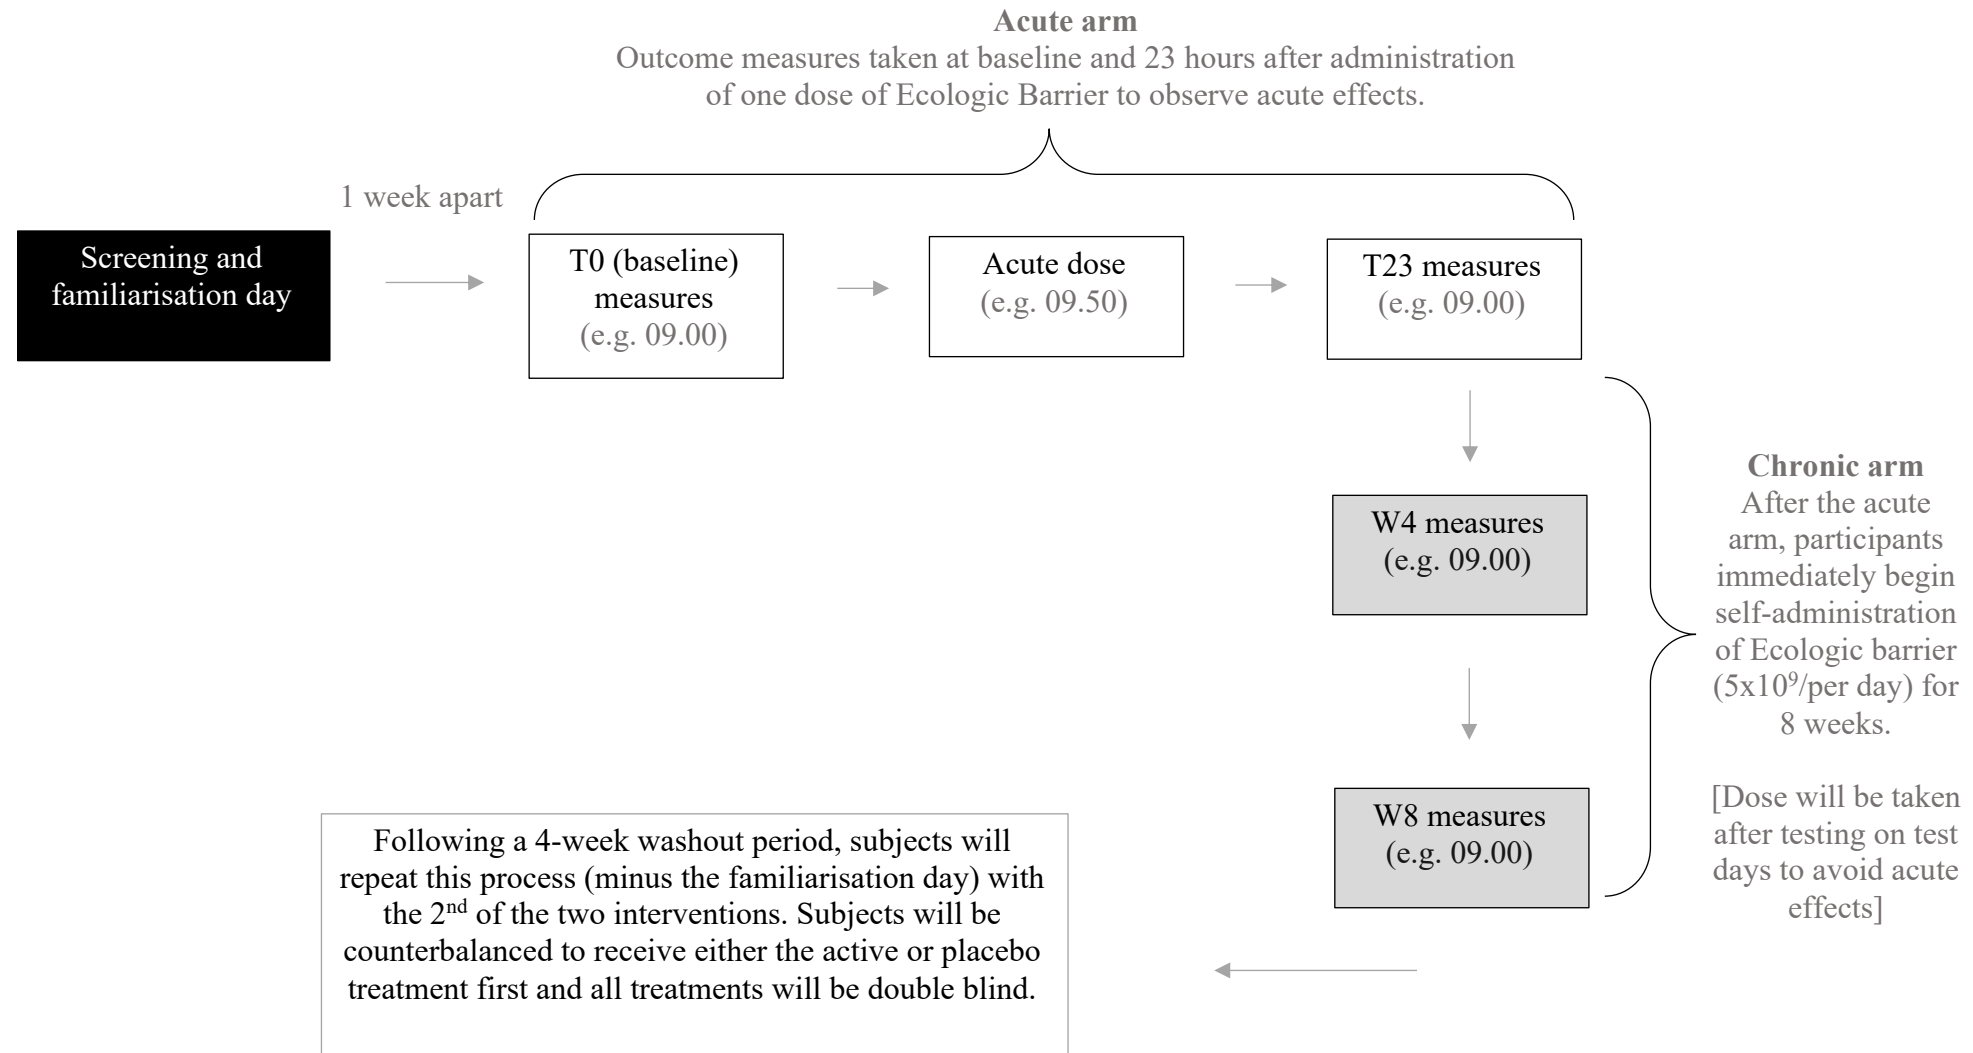 Acute arm
Outcome measures taken at baseline and 23 hours after administration
of one dose of Ecologic Barrier to observe acute effects.
1 week apart
Screening and
familiarisation day
T0 (baseline)
measures
(e.g. 09.00)
Acute dose
(e.g. 09.50)
T23 measures
(e.g. 09.00)
W4 measures
(e.g. 09.00)
W8 measures
(e.g. 09.00)
Chronic arm
After the acute
arm, participants
immediately begin
self-administration
of Ecologic barrier
(5x10⁹/per day) for
8 weeks.
[Dose will be taken
after testing on test
days to avoid acute
effects]
Following a 4-week washout period, subjects will
repeat this process (minus the familiarisation day) with
the 2ⁿᵈ of the two interventions. Subjects will be
counterbalanced to receive either the active or placebo
treatment first and all treatments will be double blind.